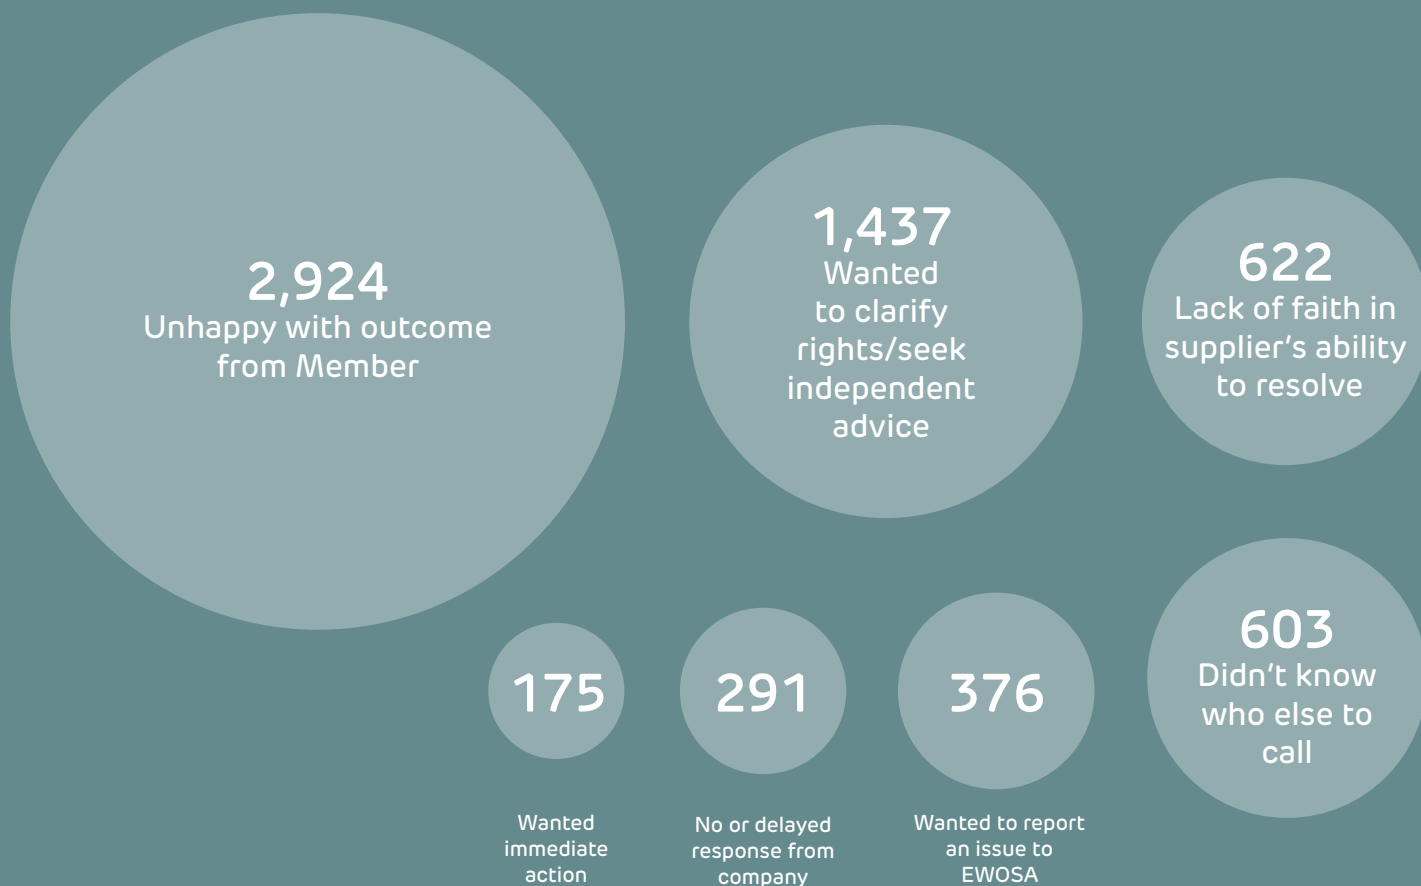 2,924
Unhappy with outcome
from Member
1,437
Wanted
to clarify
rights/seek
independent
advice
622
Lack of faith in
supplier’s ability
to resolve
175
Wanted
immediate
action
291
No or delayed
response from
company
376
Wanted to report
an issue to
EWOSA
603
Didn’t know
who else to
call